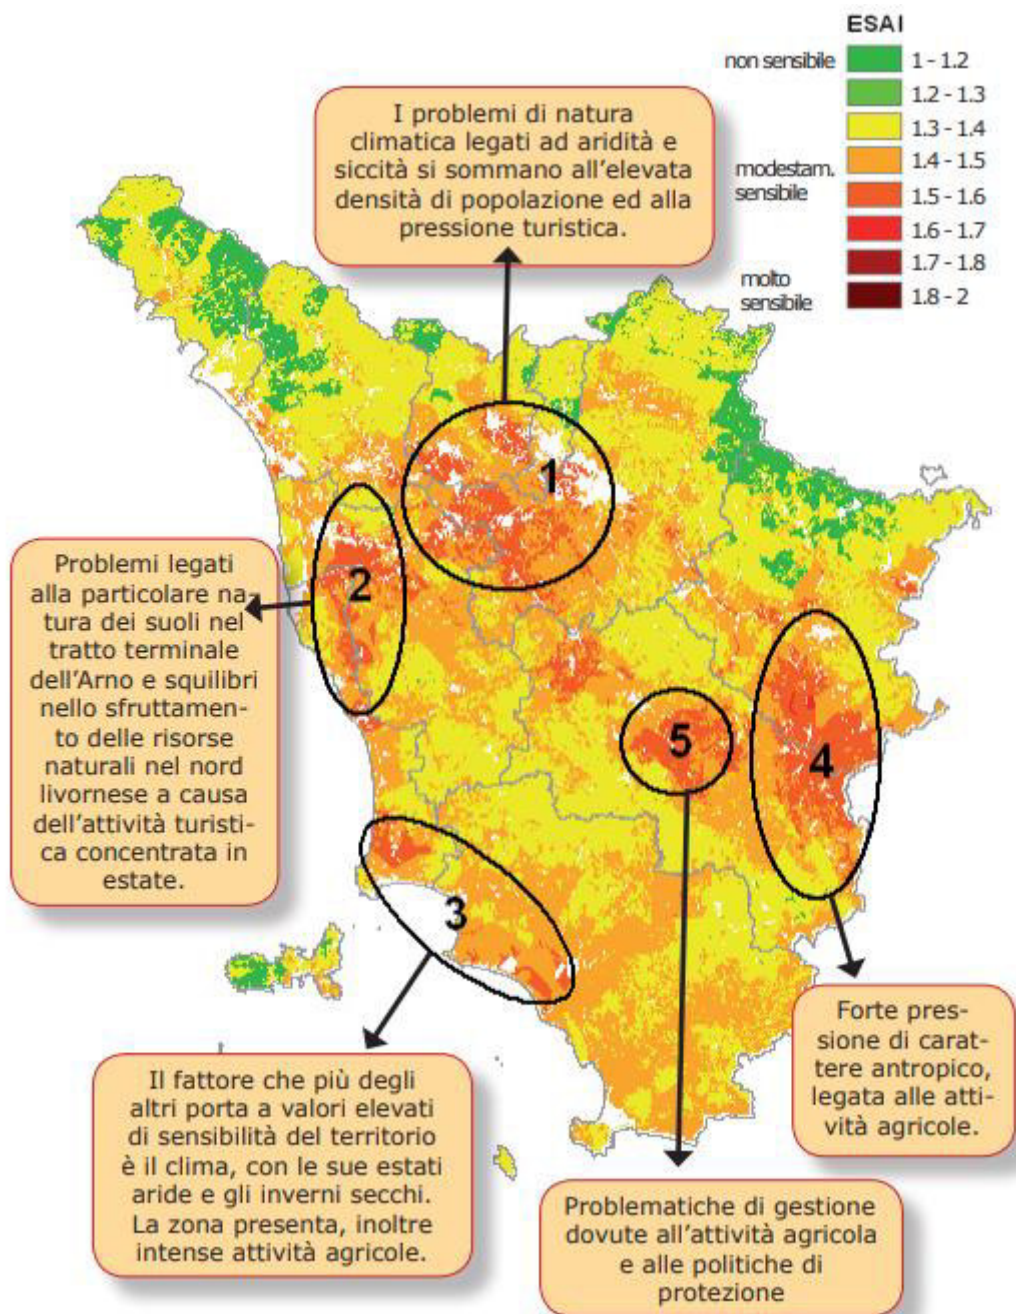 ESAI
non sensibile
1 - 1.2
1.2 - 1.3
1.3 - 1.4
modestam.
sensibile
1.4 - 1.5
1.5 - 1.6
1.6 - 1.7
molto
sensibile
1.7 - 1.8
1.8 - 2
I problemi di natura
climatica legati ad aridità e
siccità si sommano all'elevata
densità di popolazione ed alla
pressione turistica.
1
2
Problemi legati
alla particolare na-
tura dei suoli nel
tratto terminale
dell'Arno e squilibri
nello sfruttamen-
to delle risorse
naturali nel nord
livornese a causa
dell'attività turisti-
ca concentrata in
estate.
5
4
3
Forte pres-
sione di carat-
tere antropico,
legata alle atti-
vità agricole.
Il fattore che più degli
altri porta a valori elevati
di sensibilità del territorio
è il clima, con le sue estati
aride e gli inverni secchi.
La zona presenta, inoltre
intense attività agricole.
Problematiche di gestione
dovute all'attività agricola
e alle politiche di
protezione